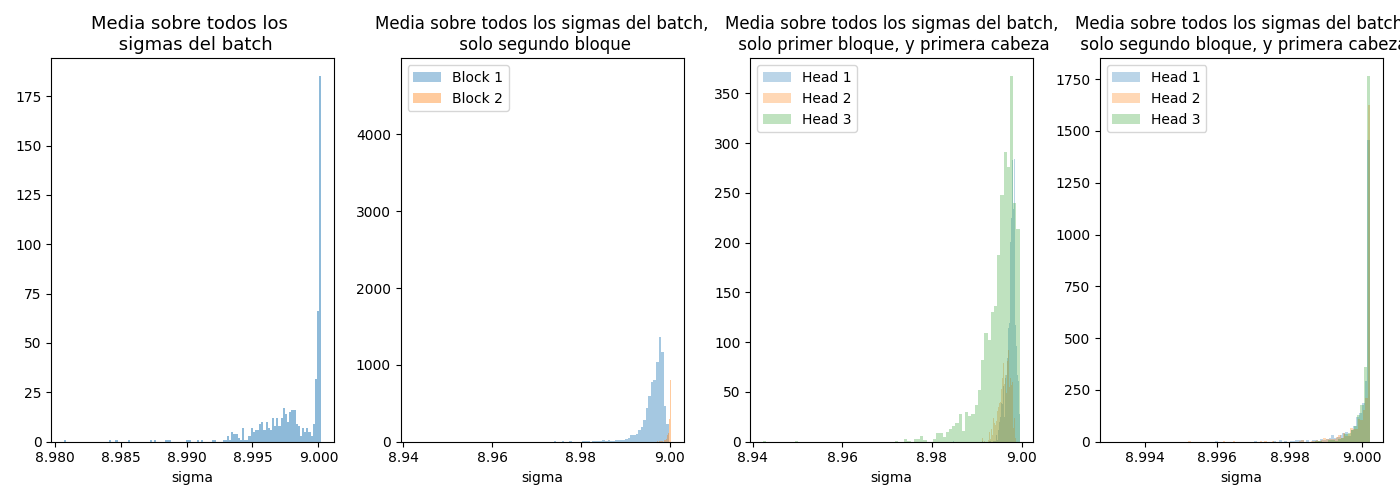 Media sobre todos los
sigmas del batch
175
150
125
100
75
50
25
0
8.980
8.985
8.990
8.995
9.000
sigma
Media sobre todos los sigmas del batch,
solo segundo bloque
Block 1
Block 2
4000
3000
2000
1000
0
8.94
8.96
8.98
9.00
sigma
Media sobre todos los sigmas del batch,
solo primer bloque, y primera cabeza
Head 1
Head 2
Head 3
350
300
250
200
150
100
50
0
8.94
8.96
8.98
9.00
sigma
Media sobre todos los sigmas del batch
solo segundo bloque, y primera cabeza
Head 1
Head 2
Head 3
1750
1500
1250
1000
750
500
250
0
8.994
8.996
8.998
9.000
sigma